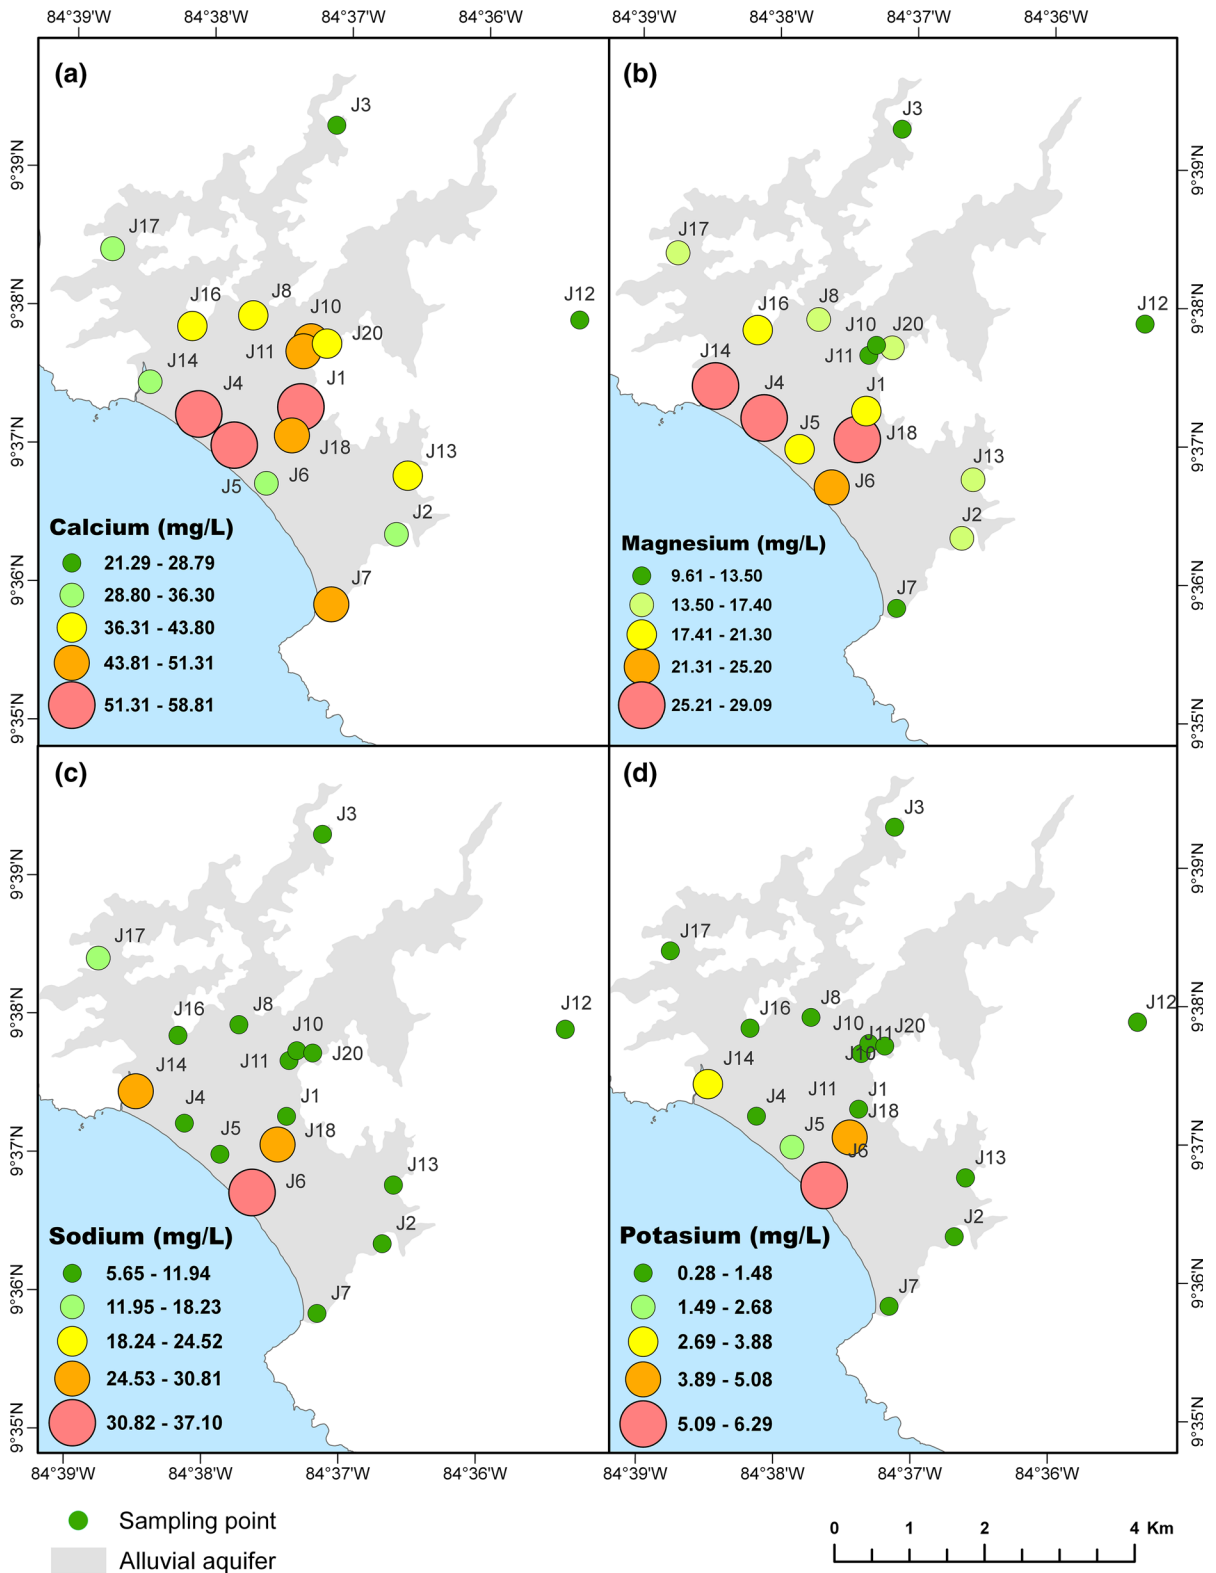 84°39'W 84°38'W 84°37'W 84°36'W 84°39'W 84°38'W 84°37'W 84°36'W
(a)
J3
J17
J16
J8
J10
J12
J11
J20
J14
J4
J1
J18
J5
J6
J13
J2
J7
Calcium (mg/L)
21.29 - 28.79
28.80 - 36.30
36.31 - 43.80
43.81 - 51.31
51.31 - 58.81
9°39'N
9°38'N
9°37'N
9°36'N
9°35'N
(b)
J3
J17
J16
J8
J10
J20
J12
J11
J14
J4
J1
J5
J18
J6
J13
J2
J7
Magnesium (mg/L)
9.61 - 13.50
13.50 - 17.40
17.41 - 21.30
21.31 - 25.20
25.21 - 29.09
9°39'N
9°38'N
9°37'N
9°36'N
9°35'N
(c)
J3
J17
J16
J8
J10
J12
J11
J20
J14
J4
J1
J5
J18
J6
J13
J2
J7
Sodium (mg/L)
5.65 - 11.94
11.95 - 18.23
18.24 - 24.52
24.53 - 30.81
30.82 - 37.10
9°39'N
9°38'N
9°37'N
9°36'N
9°35'N
(d)
J3
J17
J16
J8
J10
J11
J20
J12
J10
J14
J4
J11
J1
J18
J5
J6
J13
J2
J7
Potasium (mg/L)
0.28 - 1.48
1.49 - 2.68
2.69 - 3.88
3.89 - 5.08
5.09 - 6.29
9°39'N
9°38'N
9°37'N
9°36'N
9°35'N
84°39'W 84°38'W 84°37'W 84°36'W 84°39'W 84°38'W 84°37'W 84°36'W
Sampling point
Alluvial aquifer
0 1 2 4 Km